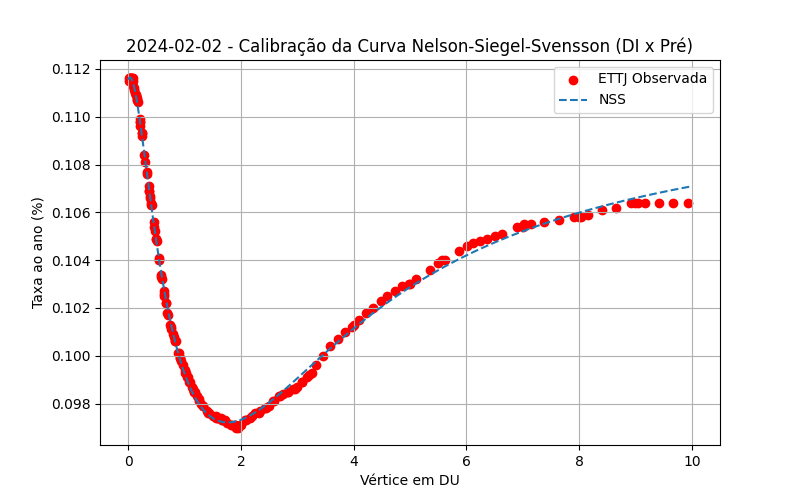 2024-02-02 - Calibração da Curva Nelson-Siegel-Svensson (DI x Pré)
ETTJ Observada
NSS
Taxa ao ano (%)
0.112
0.110
0.108
0.106
0.104
0.102
0.100
0.098
0 2 4 6 8 10
Vértice em DU